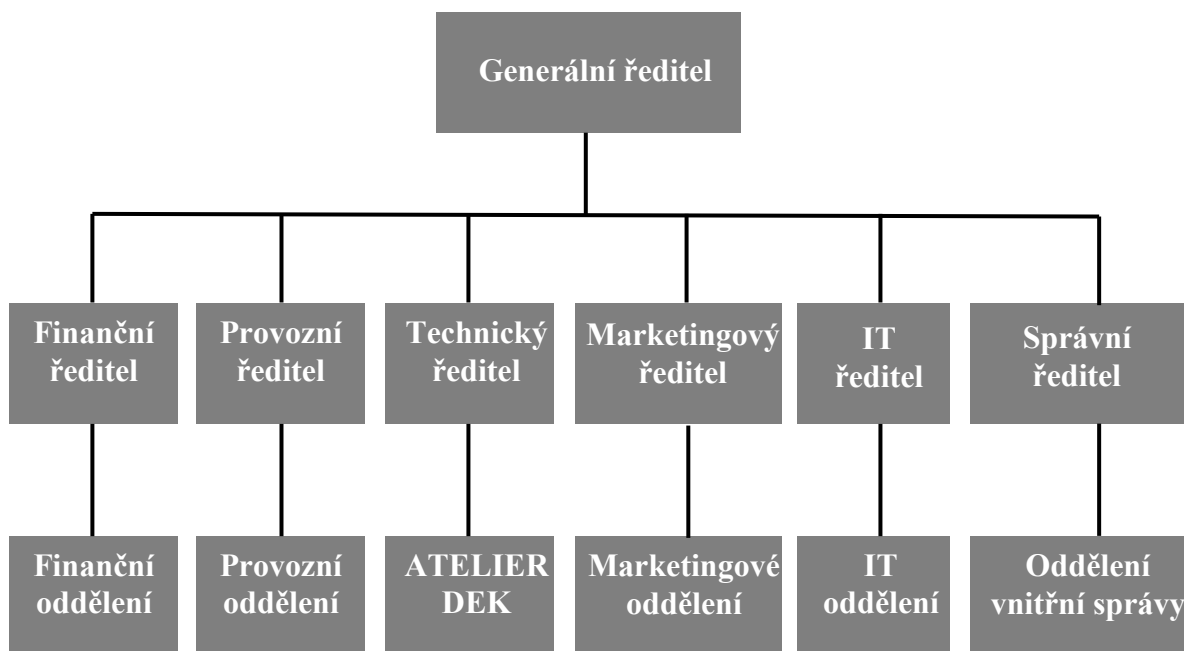 Generální ředitel
Finanční
ředitel
Provozní
ředitel
Technický
ředitel
Marketingový
ředitel
IT
ředitel
Správní
ředitel
Finanční
oddělení
Provozní
oddělení
ATELIER
DEK
Marketingové
oddělení
IT
oddělení
Oddělení
vnitřní správy